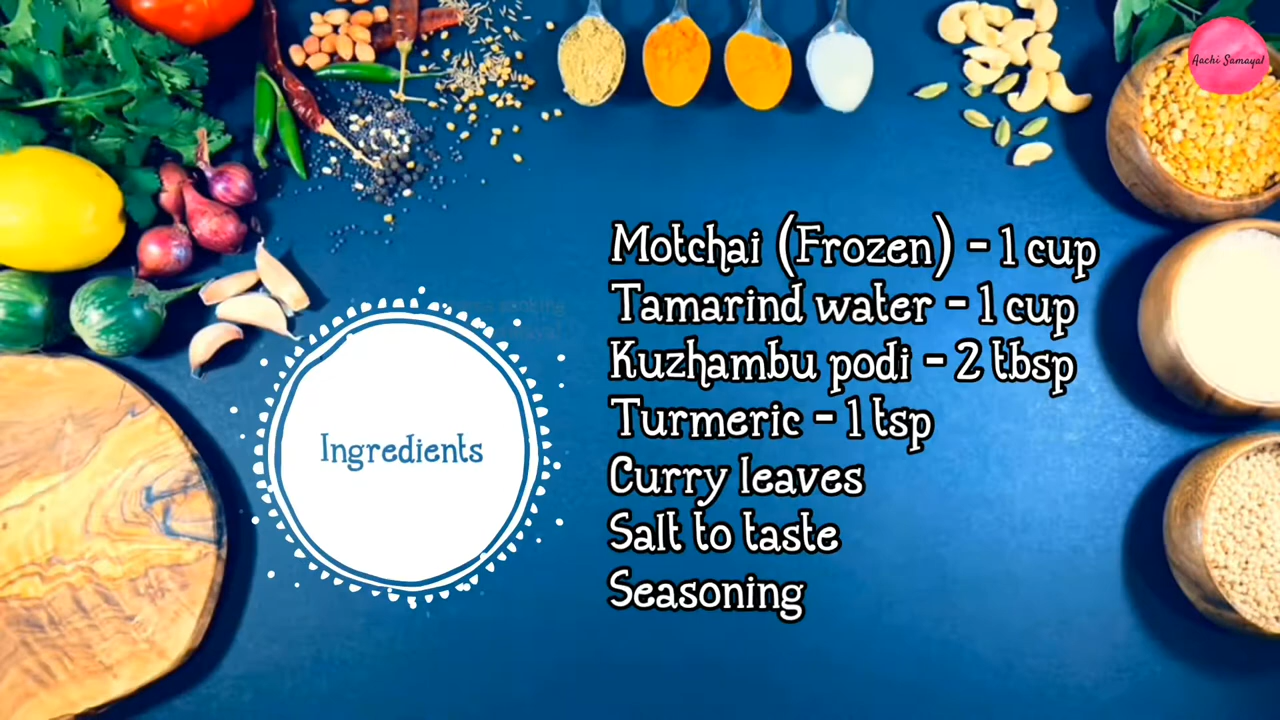 Aachi Samayal
Motchai (Frozen) - 1 cup
Tamarind water - 1 cup
Kuzhambu podi - 2 tbsp
Turmeric - 1 tsp
Ingredients
Curry leaves
Salt to taste
Seasoning